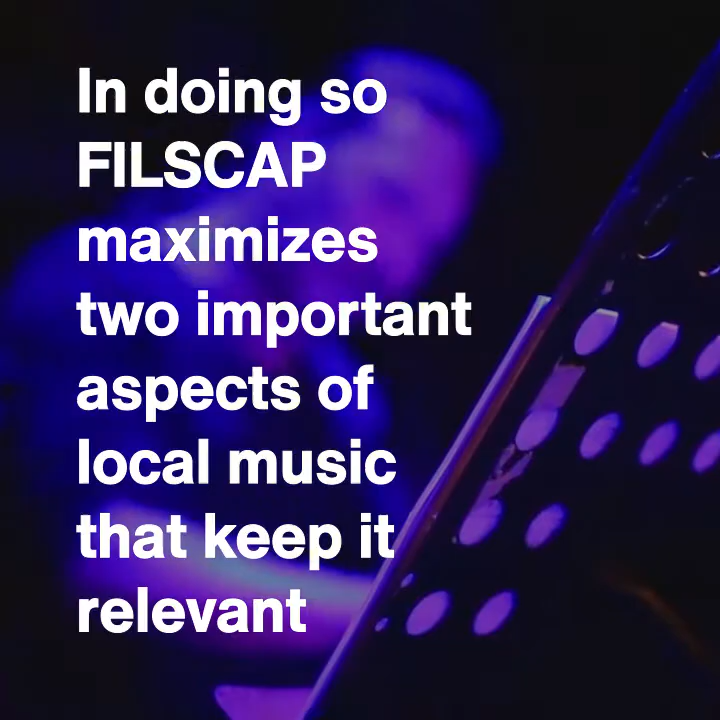 In doing so
FILSCAP
maximizes
two important
aspects of
local music
that keep it
relevant